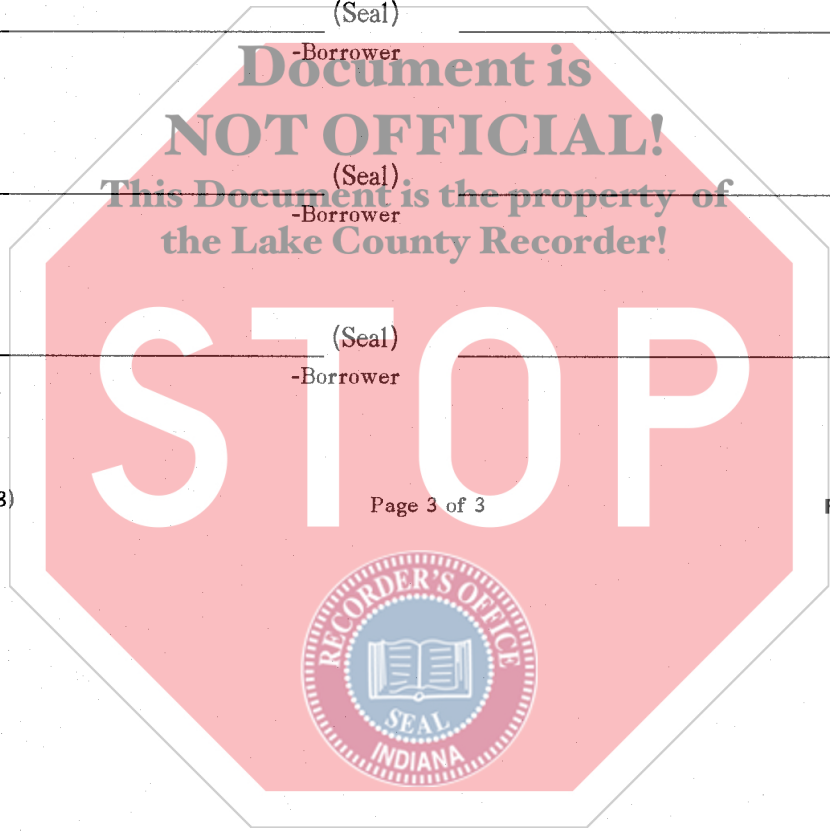 (Seal)
-Borrower
Document is
NOT OFFICIAL!
(Seal)
This Document is the property of
-Borrower
the Lake County Recorder!
(Seal)
-Borrower
STOP
8)
Page 3 of 3
RECORDER'S OFFICE
SEAL
INDIANA